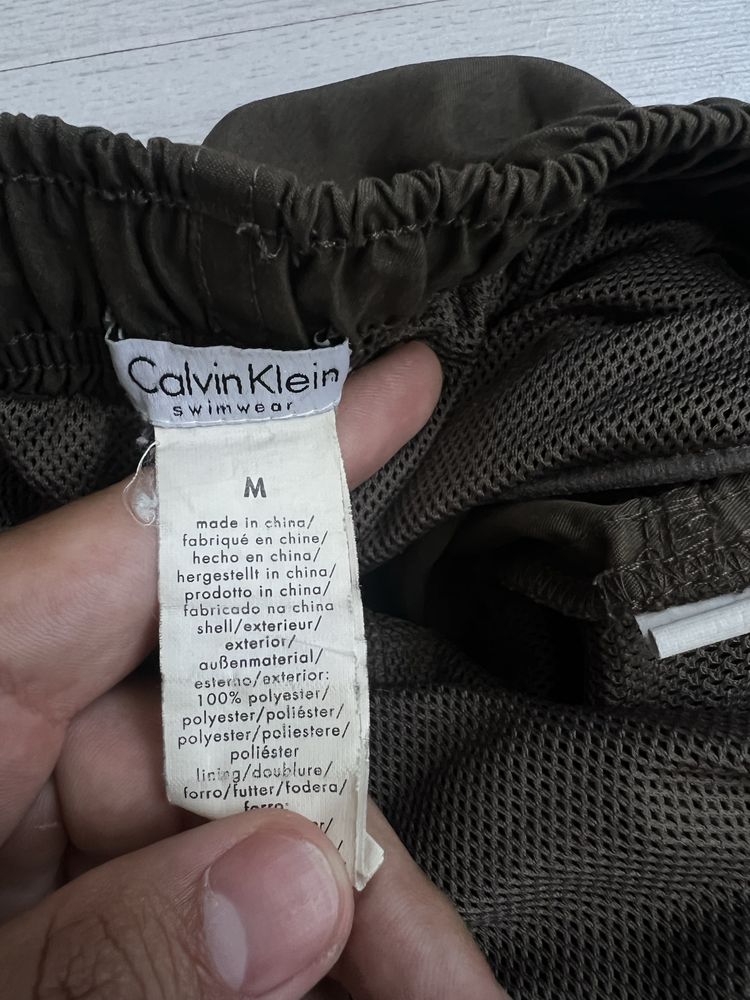 Calvin Klein
swimwear
M
made in china/
fabriqué en chine/
hecho en china/
hergestellt in china/
prodotto in china/
fabricado na china
shell/exterieur/
exterior/
außenmaterial/
esterno/exterior:
100% polyester/
polyester/poliéster/
polyester/poliestere/
poliéster
lining/doublure/
forro/futter/fodera/
forro: